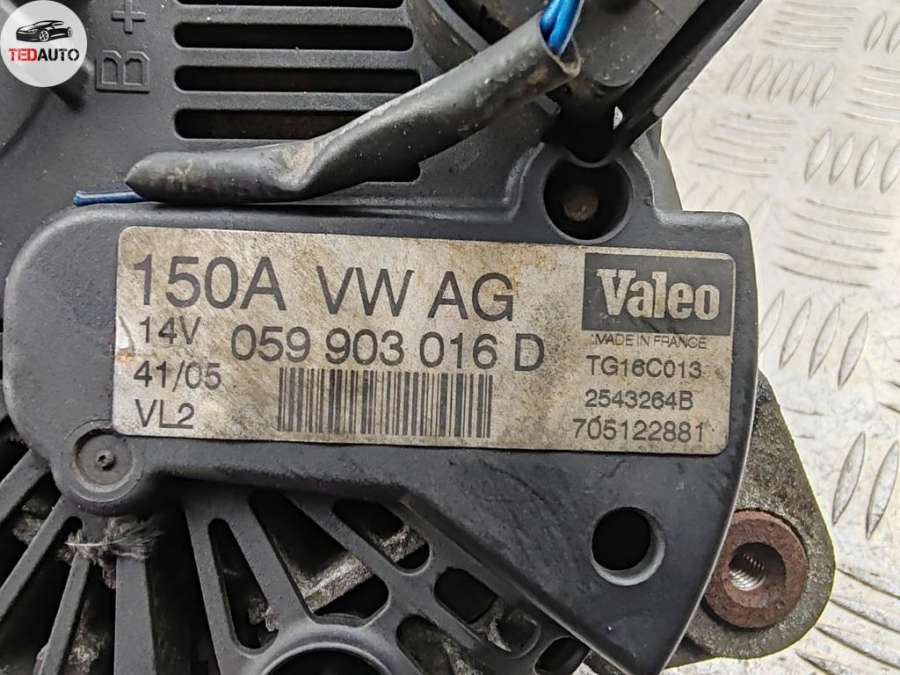 TEDAUTO
B+
150A VW AG
14V 059 903 016 D
41/05
VL2
Valeo
MADE IN FRANCE
TG16C013
2543264B
705122881